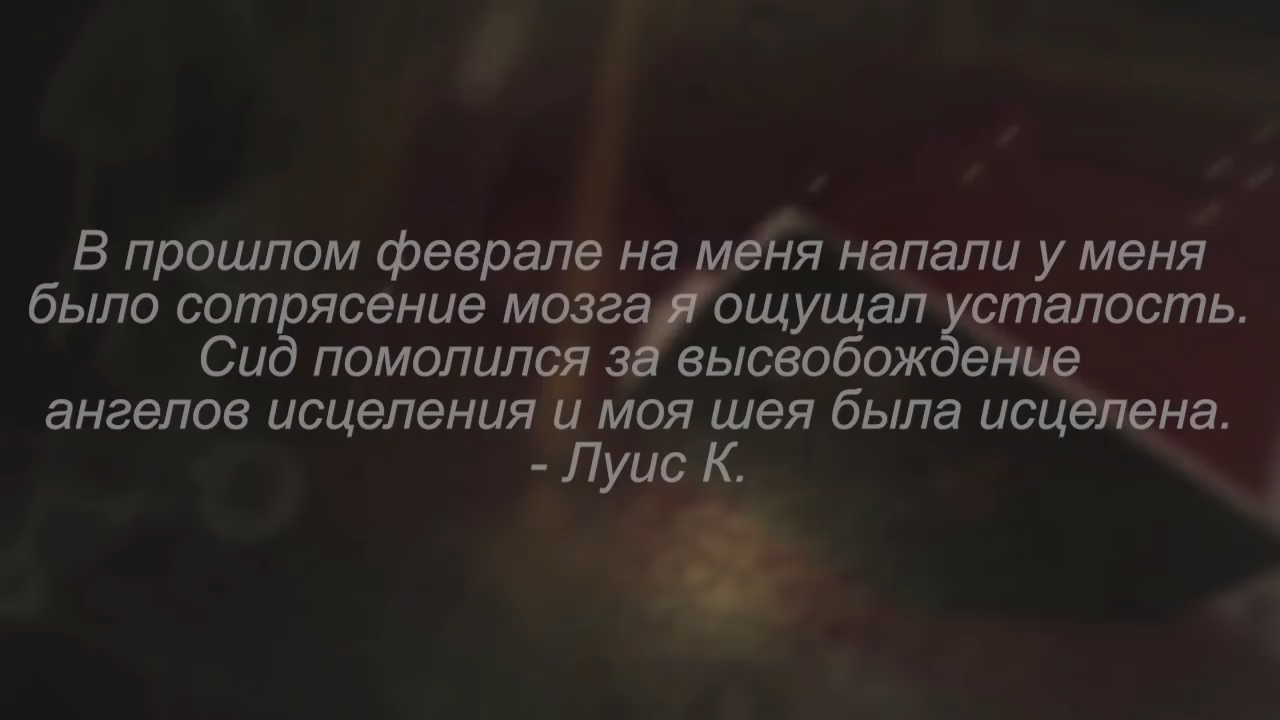 В прошлом феврале на меня напали у меня
было сотрясение мозга я ощущал усталость.
Сид помолился за высвобождение
ангелов исцеления и моя шея была исцелена.
- Луис К.